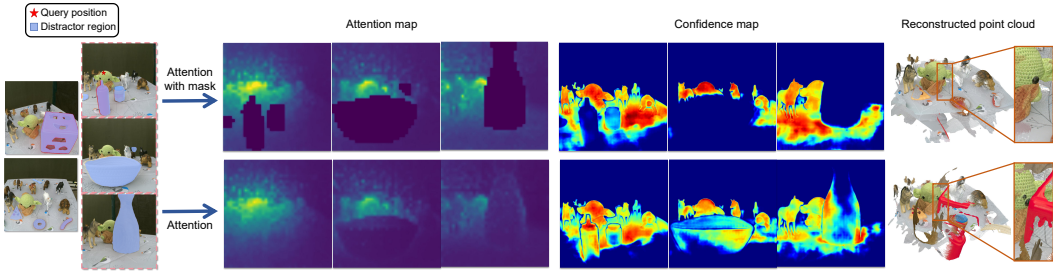 Query position
Distractor region
Attention map
Confidence map
Reconstructed point cloud
Attention
with mask
Attention